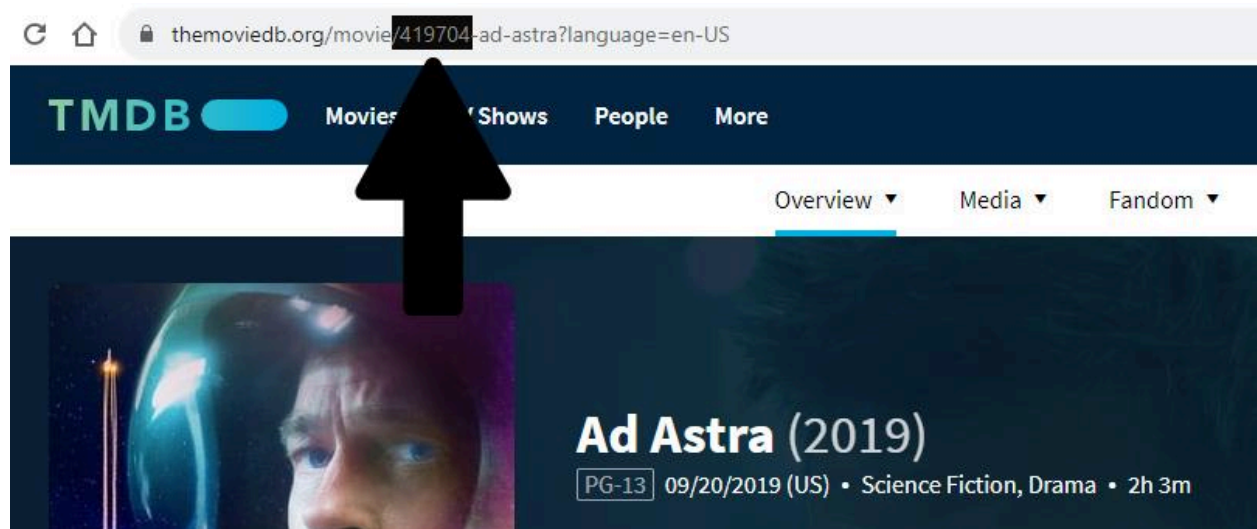 themoviedb.org/movie/419704-ad-astra?language=en-US
TMDB Movies Shows People More
Overview Media Fandom
Ad Astra (2019)
PG-13 09/20/2019 (US) • Science Fiction, Drama • 2h 3m